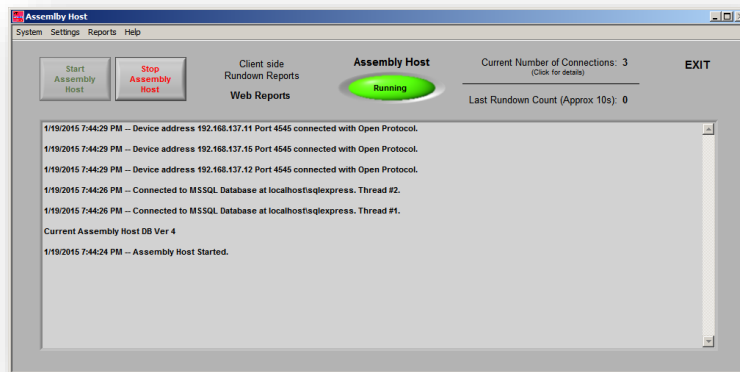 Assemlby Host
System Settings Reports Help
Start Assembly Host
Stop Assembly Host
Client side
Rundown Reports
Web Reports
Assembly Host
Running
Current Number of Connections: 3
(Click for details)
Last Rundown Count (Approx 10s): 0
EXIT
1/19/2015 7:44:29 PM -- Device address 192.168.137.11 Port 4545 connected with Open Protocol.
1/19/2015 7:44:29 PM -- Device address 192.168.137.15 Port 4545 connected with Open Protocol.
1/19/2015 7:44:29 PM -- Device address 192.168.137.12 Port 4545 connected with Open Protocol.
1/19/2015 7:44:26 PM -- Connected to MSSQL Database at localhost\sqlexpress. Thread #2.
1/19/2015 7:44:26 PM -- Connected to MSSQL Database at localhost\sqlexpress. Thread #1.
Current Assembly Host DB Ver 4
1/19/2015 7:44:24 PM -- Assembly Host Started.